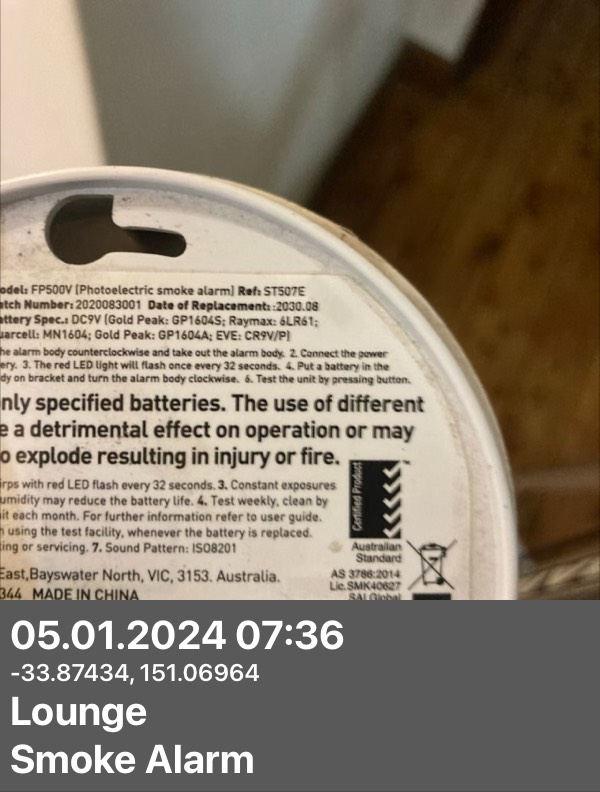 odel: FP500V (Photoelectric smoke alarm) Ref: ST507E
atch Number: 2020083001 Date of Replacement: :2030.08
attery Spec.: DC9V (Gold Peak: GP1604S; Raymax: 6LR61;
uarcell: MN1604; Gold Peak: GP1604A; EVE: CR9V/P)
he alarm body counterclockwise and take out the alarm body. 2. Connect the power
ery. 3. The red LED light will flash once every 32 seconds. 4. Put a battery in the
dy on bracket and turn the alarm body clockwise. 6. Test the unit by pressing button.
nly specified batteries. The use of different
e a detrimental effect on operation or may
o explode resulting in injury or fire.
irps with red LED flash every 32 seconds. 3. Constant exposures
umidity may reduce the battery life. 4. Test weekly, clean by
it each month. For further information refer to user guide.
n using the test facility, whenever the battery is replaced.
ing or servicing. 7. Sound Pattern: ISO8201
Certified Product
™
Australian
Standard
AS 3786:2014
Lic.SMK40627
SAI Global
East,Bayswater North, VIC, 3153. Australia.
344 MADE IN CHINA
05.01.2024 07:36
-33.87434, 151.06964
Lounge
Smoke Alarm